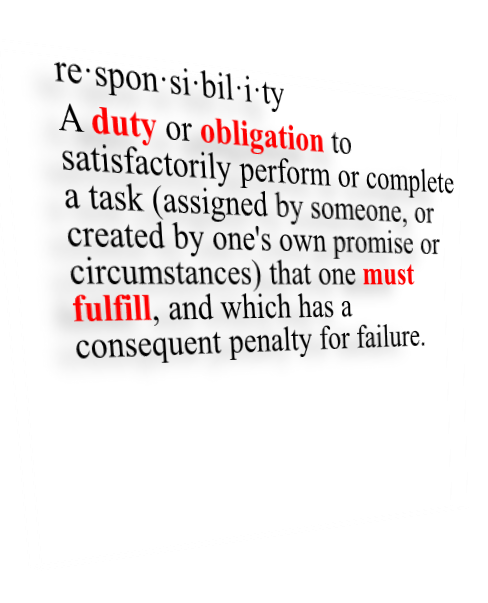 re·spon·si·bil·i·ty
A duty or obligation to
satisfactorily perform or complete
a task (assigned by someone, or
created by one's own promise or
circumstances) that one must
fulfill, and which has a
consequent penalty for failure.